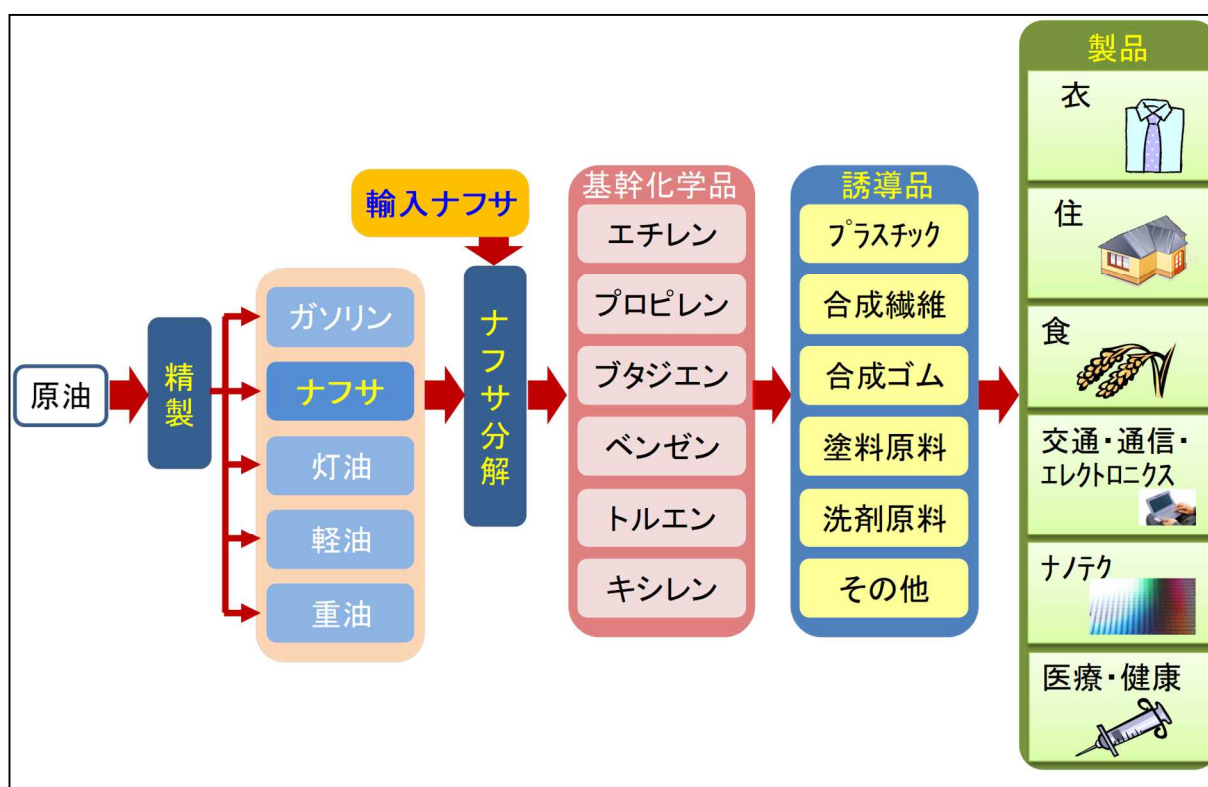 原油
精製
ガソリン
ナフサ
灯油
軽油
重油
輸入ナフサ
ナフサ分解
基幹化学品
エチレン
プロピレン
ブタジエン
ベンゼン
トルエン
キシレン
誘導品
プラスチック
合成繊維
合成ゴム
塗料原料
洗剤原料
その他
製品
衣
住
食
交通・通信・
エレクトロニクス
ナノテク
医療・健康